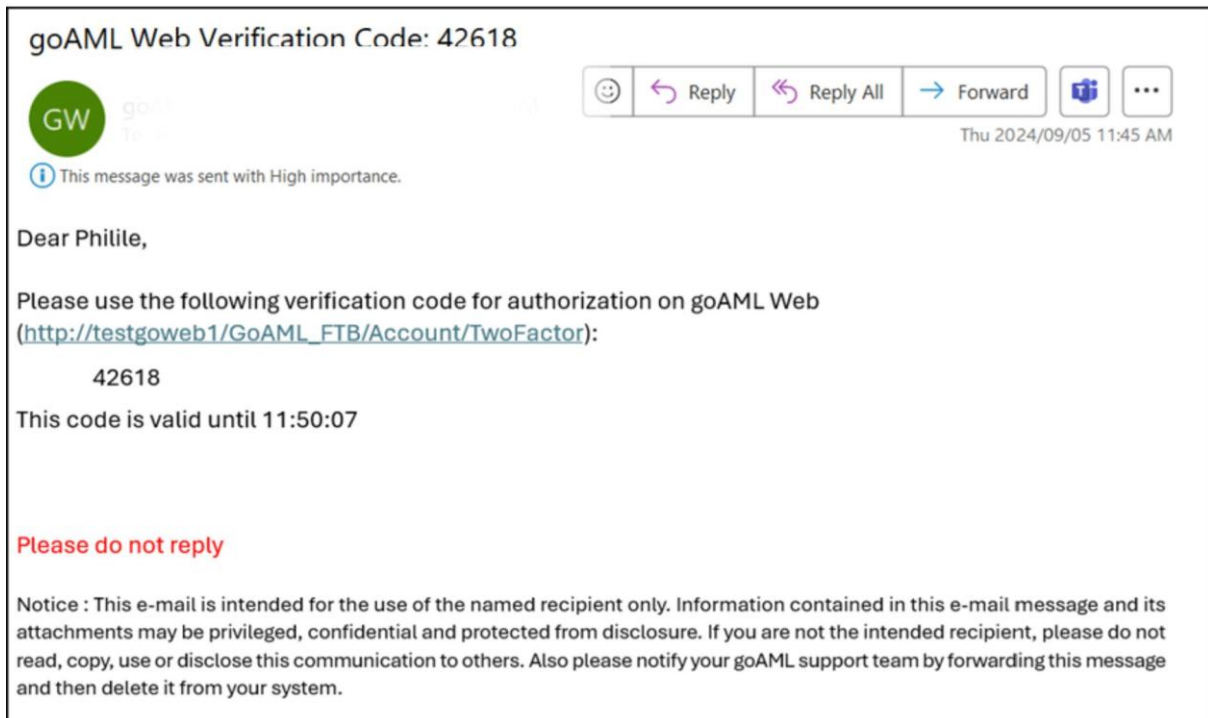 goAML Web Verification Code: 42618
Reply
Reply All
Forward
GW
Thu 2024/09/05 11:45 AM
This message was sent with High importance.
Dear Philile,
Please use the following verification code for authorization on goAML Web
(http://testgoweb1/GoAML_FTB/Account/TwoFactor):
42618
This code is valid until 11:50:07
Please do not reply
Notice : This e-mail is intended for the use of the named recipient only. Information contained in this e-mail message and its
attachments may be privileged, confidential and protected from disclosure. If you are not the intended recipient, please do not
read, copy, use or disclose this communication to others. Also please notify your goAML support team by forwarding this message
and then delete it from your system.